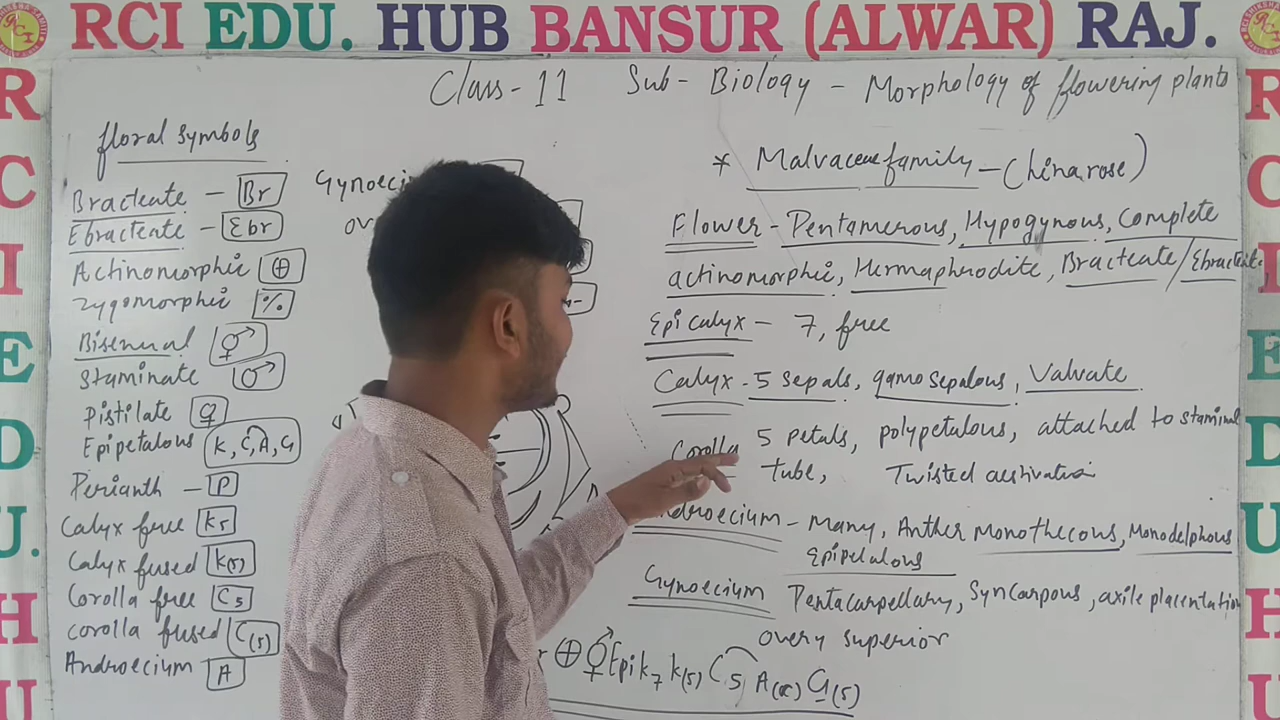 RCI EDU. HUB BANSUR (ALWAR) RAJ.
R
C
I
E
D
U.
H
U
Class - 11 Sub - Biology - Morphology of flowering plants
floral symbols
Bracteate - Br
Ebracteate - Ebr
Actinomorphic ⊕
Zygomorphic %
Bisexual ⚥
Staminate ♂
Pistilate ♀
Epipetalous K, C, A, G
Perianth - P
Calyx free K5
Calyx fused K(5)
Corolla free C5
Corolla fused C(5)
Androecium A
* Malvaceae family - (hinarose)
Flower - Pentamerous, Hypogynous, Complete
actinomorphic, Hermaphrodite, Bracteate / Ebracteate,
Epicalyx - 7, free
Calyx - 5 sepals, gamosepalous, Valvate
Corolla 5 petals, polypetalous, attached to staminal
tube, Twisted aestivation
Androecium - Many, Anther Monothecous, Monodelphous
Epipetalous
Gynoecium Pentacarpellary, Syncarpous, axile placentation
overy superior
⊕ ⚥ Epik7 K(5) C5 A(∝) G(5)
R
C
I
E
D
U
H
U